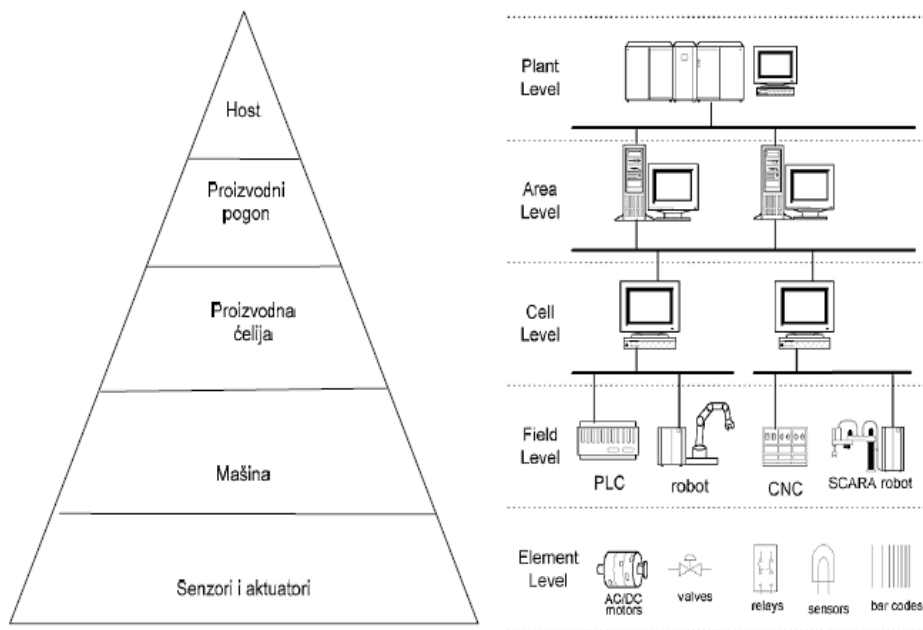 Host
Proizvodni
pogon
Proizvodna
ćelija
Mašina
Senzori i aktuatori
Plant
Level
Area
Level
Cell
Level
Field
Level
PLC
robot
CNC
SCARA robot
Element
Level
AC/DC
motors
valves
relays
sensors
bar codes